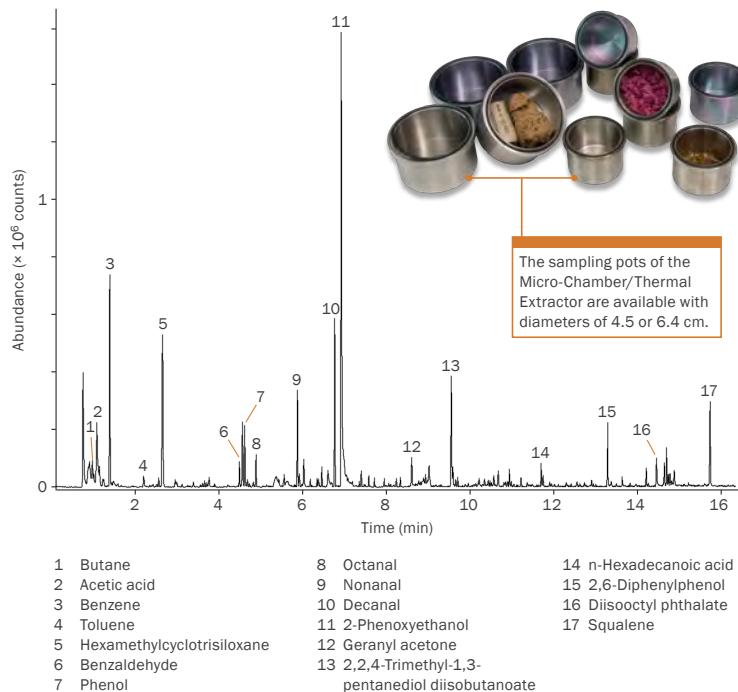 11
1
Abundance (× 10⁶ counts)
3
5
10
7
9
13
17
2
1
6
8
15
16
4
12
14
0
2
4
6
8
10
12
14
16
Time (min)
The sampling pots of the
Micro-Chamber/Thermal
Extractor are available with
diameters of 4.5 or 6.4 cm.
1 Butane
2 Acetic acid
3 Benzene
4 Toluene
5 Hexamethylcyclotrisiloxane
6 Benzaldehyde
7 Phenol
8 Octanal
9 Nonanal
10 Decanal
11 2-Phenoxyethanol
12 Geranyl acetone
13 2,2,4-Trimethyl-1,3-
pentanediol diisobutanoate
14 n-Hexadecanoic acid
15 2,6-Diphenylphenol
16 Diisooctyl phthalate
17 Squalene